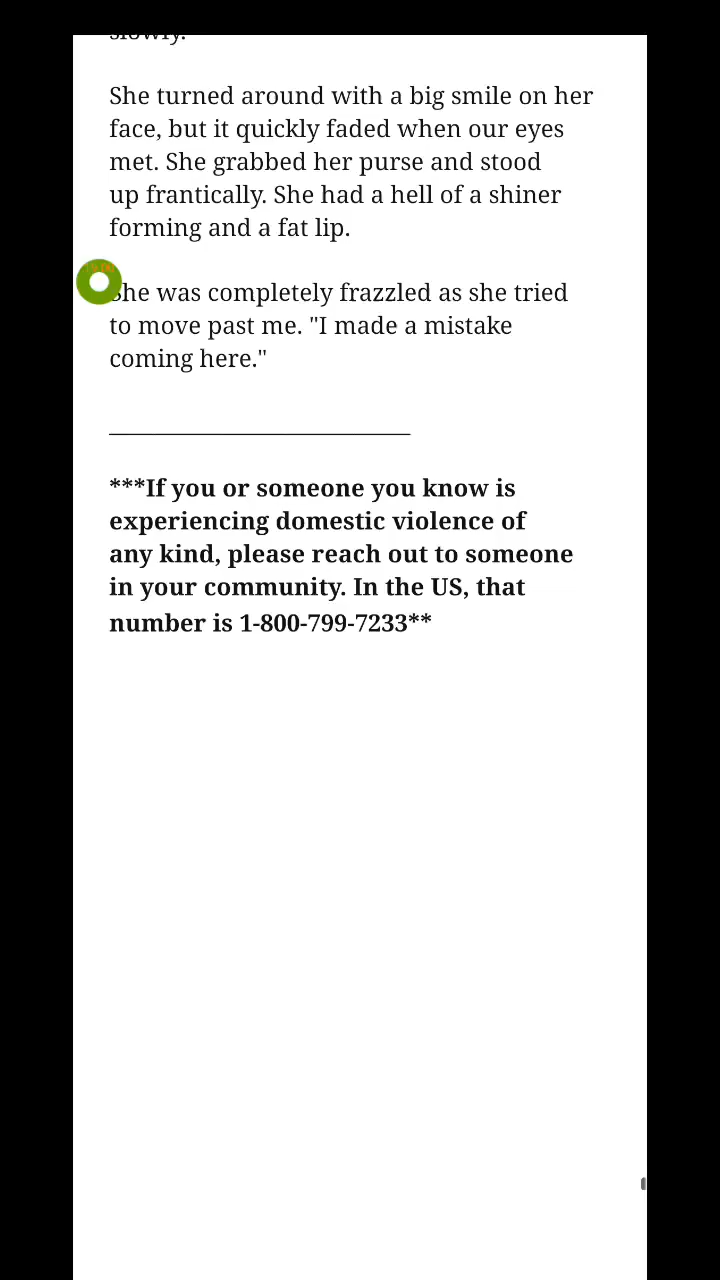 slowly.
She turned around with a big smile on her
face, but it quickly faded when our eyes
met. She grabbed her purse and stood
up frantically. She had a hell of a shiner
forming and a fat lip.
She was completely frazzled as she tried
to move past me. "I made a mistake
coming here."
***If you or someone you know is
experiencing domestic violence of
any kind, please reach out to someone
in your community. In the US, that
number is 1-800-799-7233**